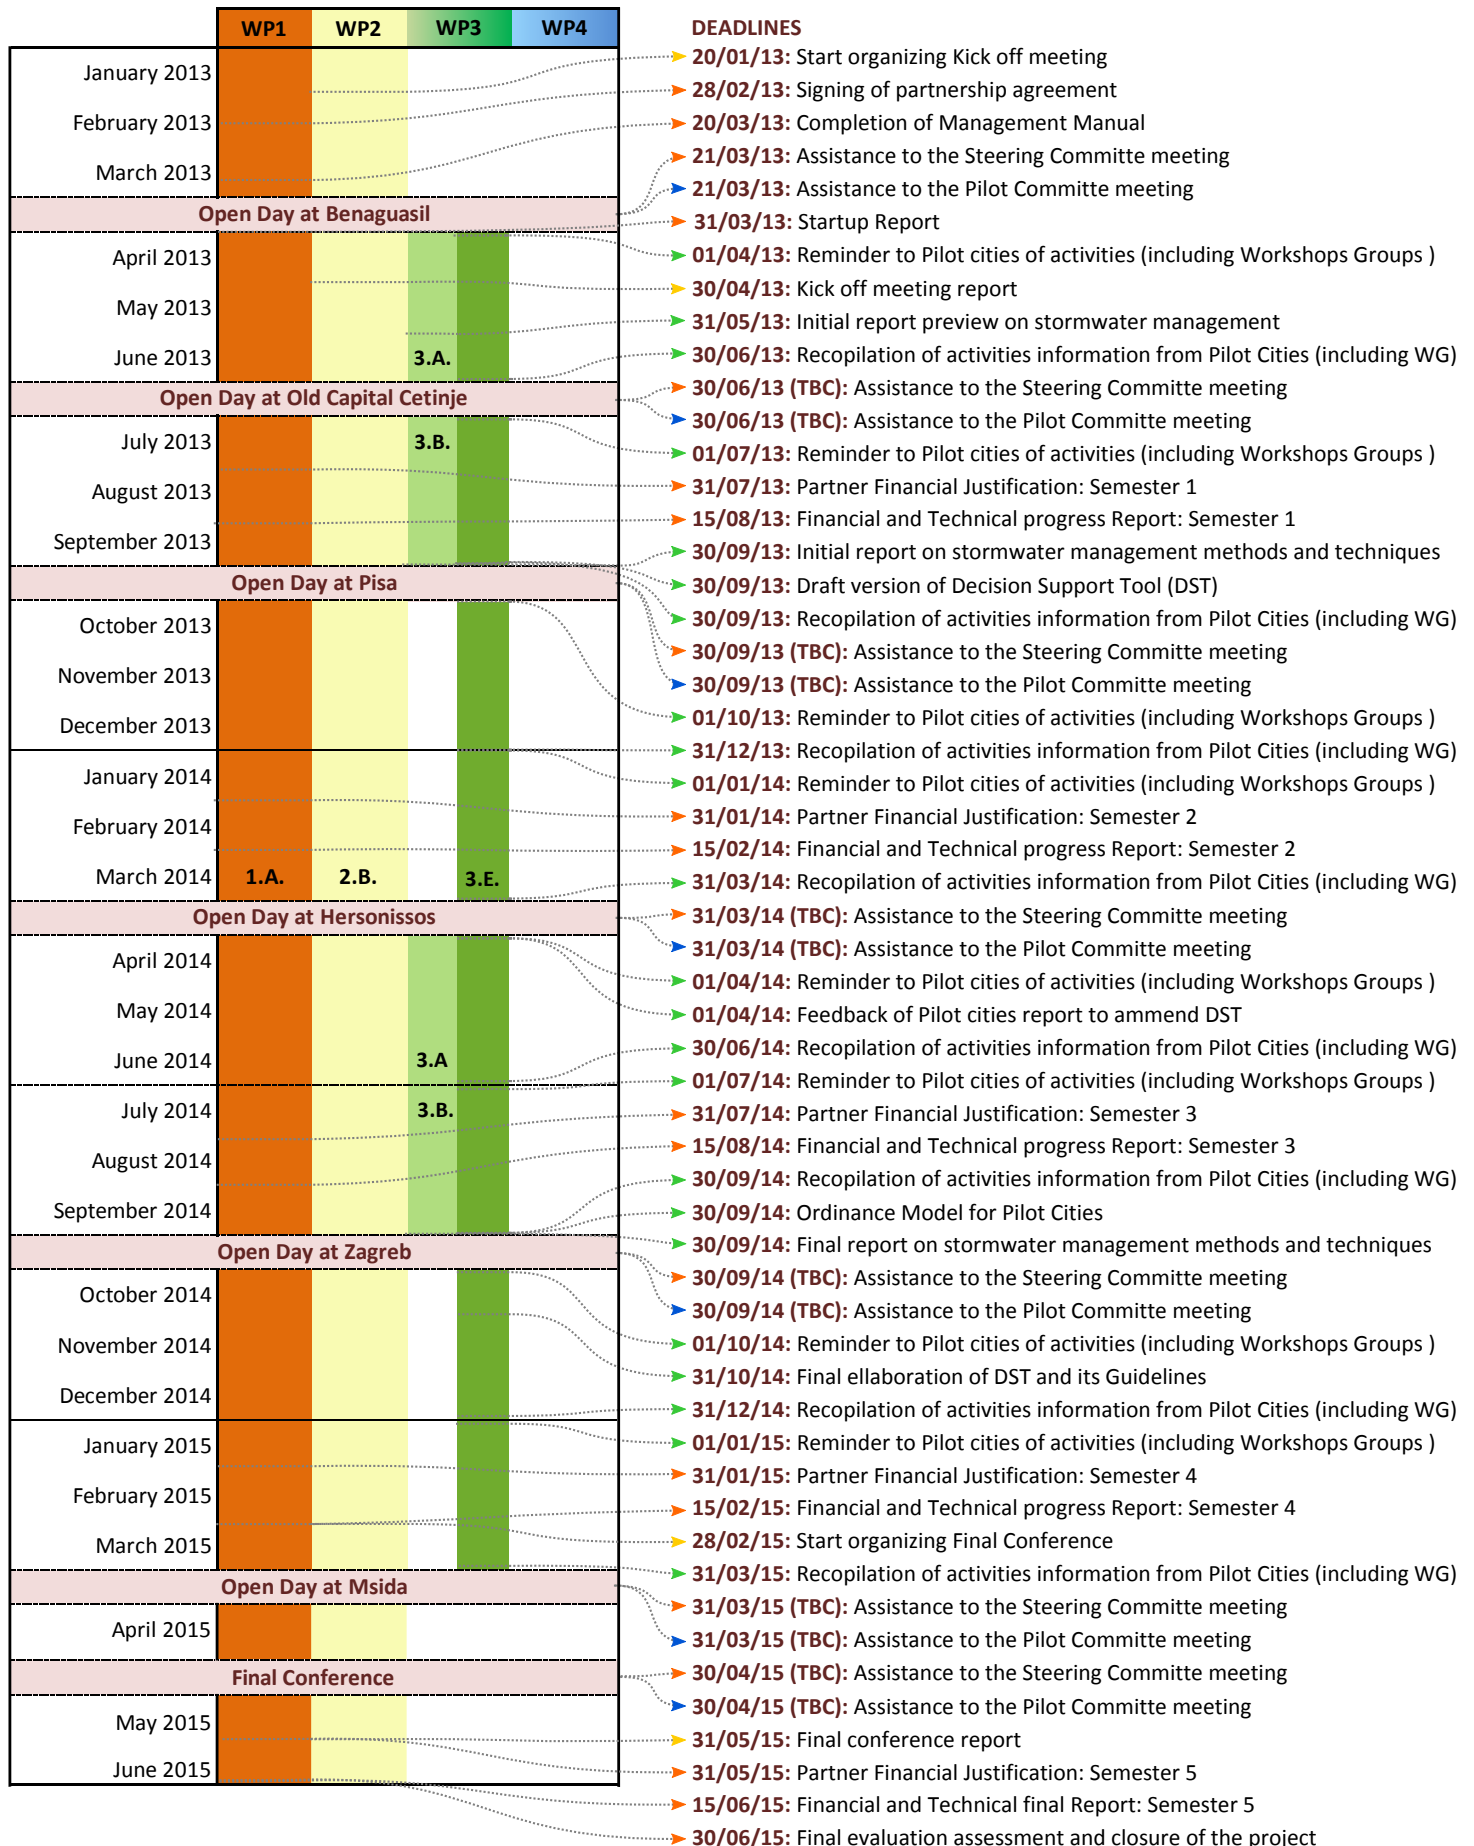 WP1 WP2 WP3 WP4
January 2013
February 2013
March 2013
Open Day at Benaguasil
April 2013
May 2013
June 2013 3.A.
Open Day at Old Capital Cetinje
July 2013 3.B.
August 2013
September 2013
Open Day at Pisa
October 2013
November 2013
December 2013
January 2014
February 2014
March 2014 1.A. 2.B. 3.E.
Open Day at Hersonissos
April 2014
May 2014
June 2014 3.A
July 2014 3.B.
August 2014
September 2014
Open Day at Zagreb
October 2014
November 2014
December 2014
January 2015
February 2015
March 2015
Open Day at Msida
April 2015
Final Conference
May 2015
June 2015
DEADLINES
20/01/13: Start organizing Kick off meeting
28/02/13: Signing of partnership agreement
20/03/13: Completion of Management Manual
21/03/13: Assistance to the Steering Committe meeting
21/03/13: Assistance to the Pilot Committe meeting
31/03/13: Startup Report
01/04/13: Reminder to Pilot cities of activities (including Workshops Groups )
30/04/13: Kick off meeting report
31/05/13: Initial report preview on stormwater management
30/06/13: Recopilation of activities information from Pilot Cities (including WG)
30/06/13 (TBC): Assistance to the Steering Committe meeting
30/06/13 (TBC): Assistance to the Pilot Committe meeting
01/07/13: Reminder to Pilot cities of activities (including Workshops Groups )
31/07/13: Partner Financial Justification: Semester 1
15/08/13: Financial and Technical progress Report: Semester 1
30/09/13: Initial report on stormwater management methods and techniques
30/09/13: Draft version of Decision Support Tool (DST)
30/09/13: Recopilation of activities information from Pilot Cities (including WG)
30/09/13 (TBC): Assistance to the Steering Committe meeting
30/09/13 (TBC): Assistance to the Pilot Committe meeting
01/10/13: Reminder to Pilot cities of activities (including Workshops Groups )
31/12/13: Recopilation of activities information from Pilot Cities (including WG)
01/01/14: Reminder to Pilot cities of activities (including Workshops Groups )
31/01/14: Partner Financial Justification: Semester 2
15/02/14: Financial and Technical progress Report: Semester 2
31/03/14: Recopilation of activities information from Pilot Cities (including WG)
31/03/14 (TBC): Assistance to the Steering Committe meeting
31/03/14 (TBC): Assistance to the Pilot Committe meeting
01/04/14: Reminder to Pilot cities of activities (including Workshops Groups )
01/04/14: Feedback of Pilot cities report to ammend DST
30/06/14: Recopilation of activities information from Pilot Cities (including WG)
01/07/14: Reminder to Pilot cities of activities (including Workshops Groups )
31/07/14: Partner Financial Justification: Semester 3
15/08/14: Financial and Technical progress Report: Semester 3
30/09/14: Recopilation of activities information from Pilot Cities (including WG)
30/09/14: Ordinance Model for Pilot Cities
30/09/14: Final report on stormwater management methods and techniques
30/09/14 (TBC): Assistance to the Steering Committe meeting
30/09/14 (TBC): Assistance to the Pilot Committe meeting
01/10/14: Reminder to Pilot cities of activities (including Workshops Groups )
31/10/14: Final ellaboration of DST and its Guidelines
31/12/14: Recopilation of activities information from Pilot Cities (including WG)
01/01/15: Reminder to Pilot cities of activities (including Workshops Groups )
31/01/15: Partner Financial Justification: Semester 4
15/02/15: Financial and Technical progress Report: Semester 4
28/02/15: Start organizing Final Conference
31/03/15: Recopilation of activities information from Pilot Cities (including WG)
31/03/15 (TBC): Assistance to the Steering Committe meeting
31/03/15 (TBC): Assistance to the Pilot Committe meeting
30/04/15 (TBC): Assistance to the Steering Committe meeting
30/04/15 (TBC): Assistance to the Pilot Committe meeting
31/05/15: Final conference report
31/05/15: Partner Financial Justification: Semester 5
15/06/15: Financial and Technical final Report: Semester 5
30/06/15: Final evaluation assessment and closure of the project